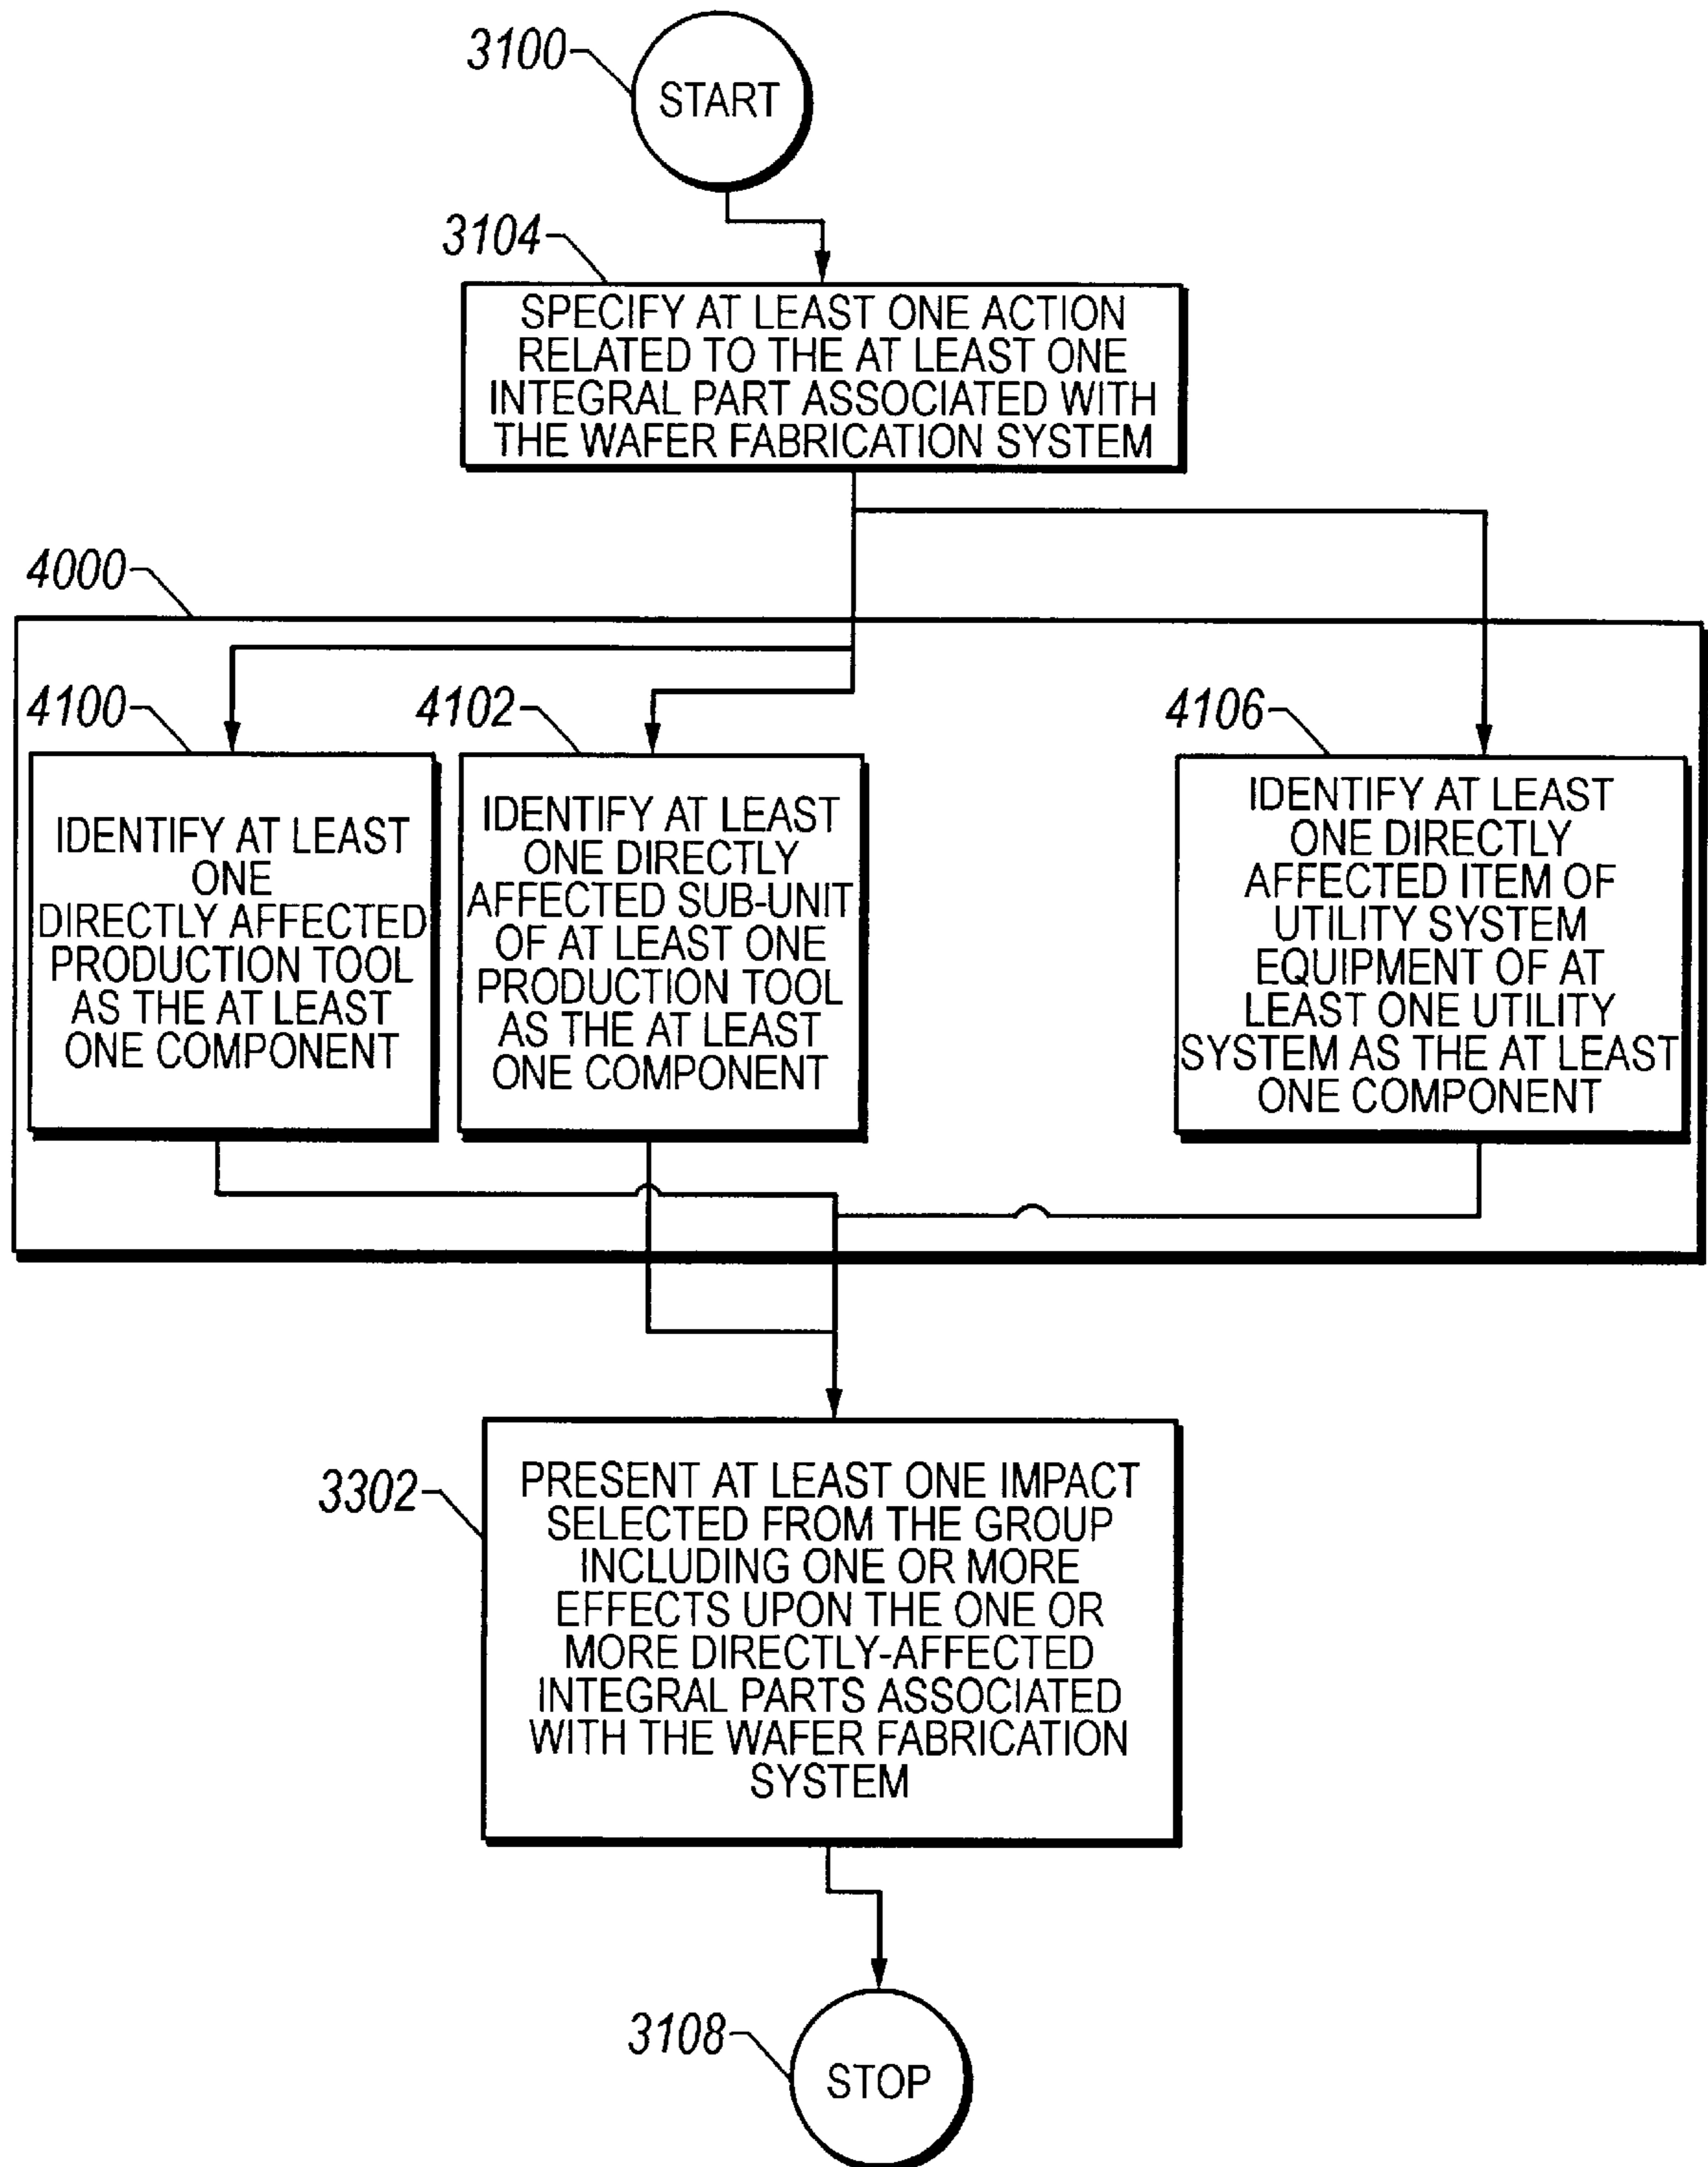 3100
START
3104
SPECIFY AT LEAST ONE ACTION
RELATED TO THE AT LEAST ONE
INTEGRAL PART ASSOCIATED WITH
THE WAFER FABRICATION SYSTEM
4000
4100
IDENTIFY AT LEAST
ONE
DIRECTLY AFFECTED
PRODUCTION TOOL
AS THE AT LEAST
ONE COMPONENT
4102
IDENTIFY AT LEAST
ONE DIRECTLY
AFFECTED SUB-UNIT
OF AT LEAST ONE
PRODUCTION TOOL
AS THE AT LEAST
ONE COMPONENT
4106
IDENTIFY AT LEAST
ONE DIRECTLY
AFFECTED ITEM OF
UTILITY SYSTEM
EQUIPMENT OF AT
LEAST ONE UTILITY
SYSTEM AS THE AT LEAST
ONE COMPONENT
3302
PRESENT AT LEAST ONE IMPACT
SELECTED FROM THE GROUP
INCLUDING ONE OR MORE
EFFECTS UPON THE ONE OR
MORE DIRECTLY-AFFECTED
INTEGRAL PARTS ASSOCIATED
WITH THE WAFER FABRICATION
SYSTEM
3108
STOP